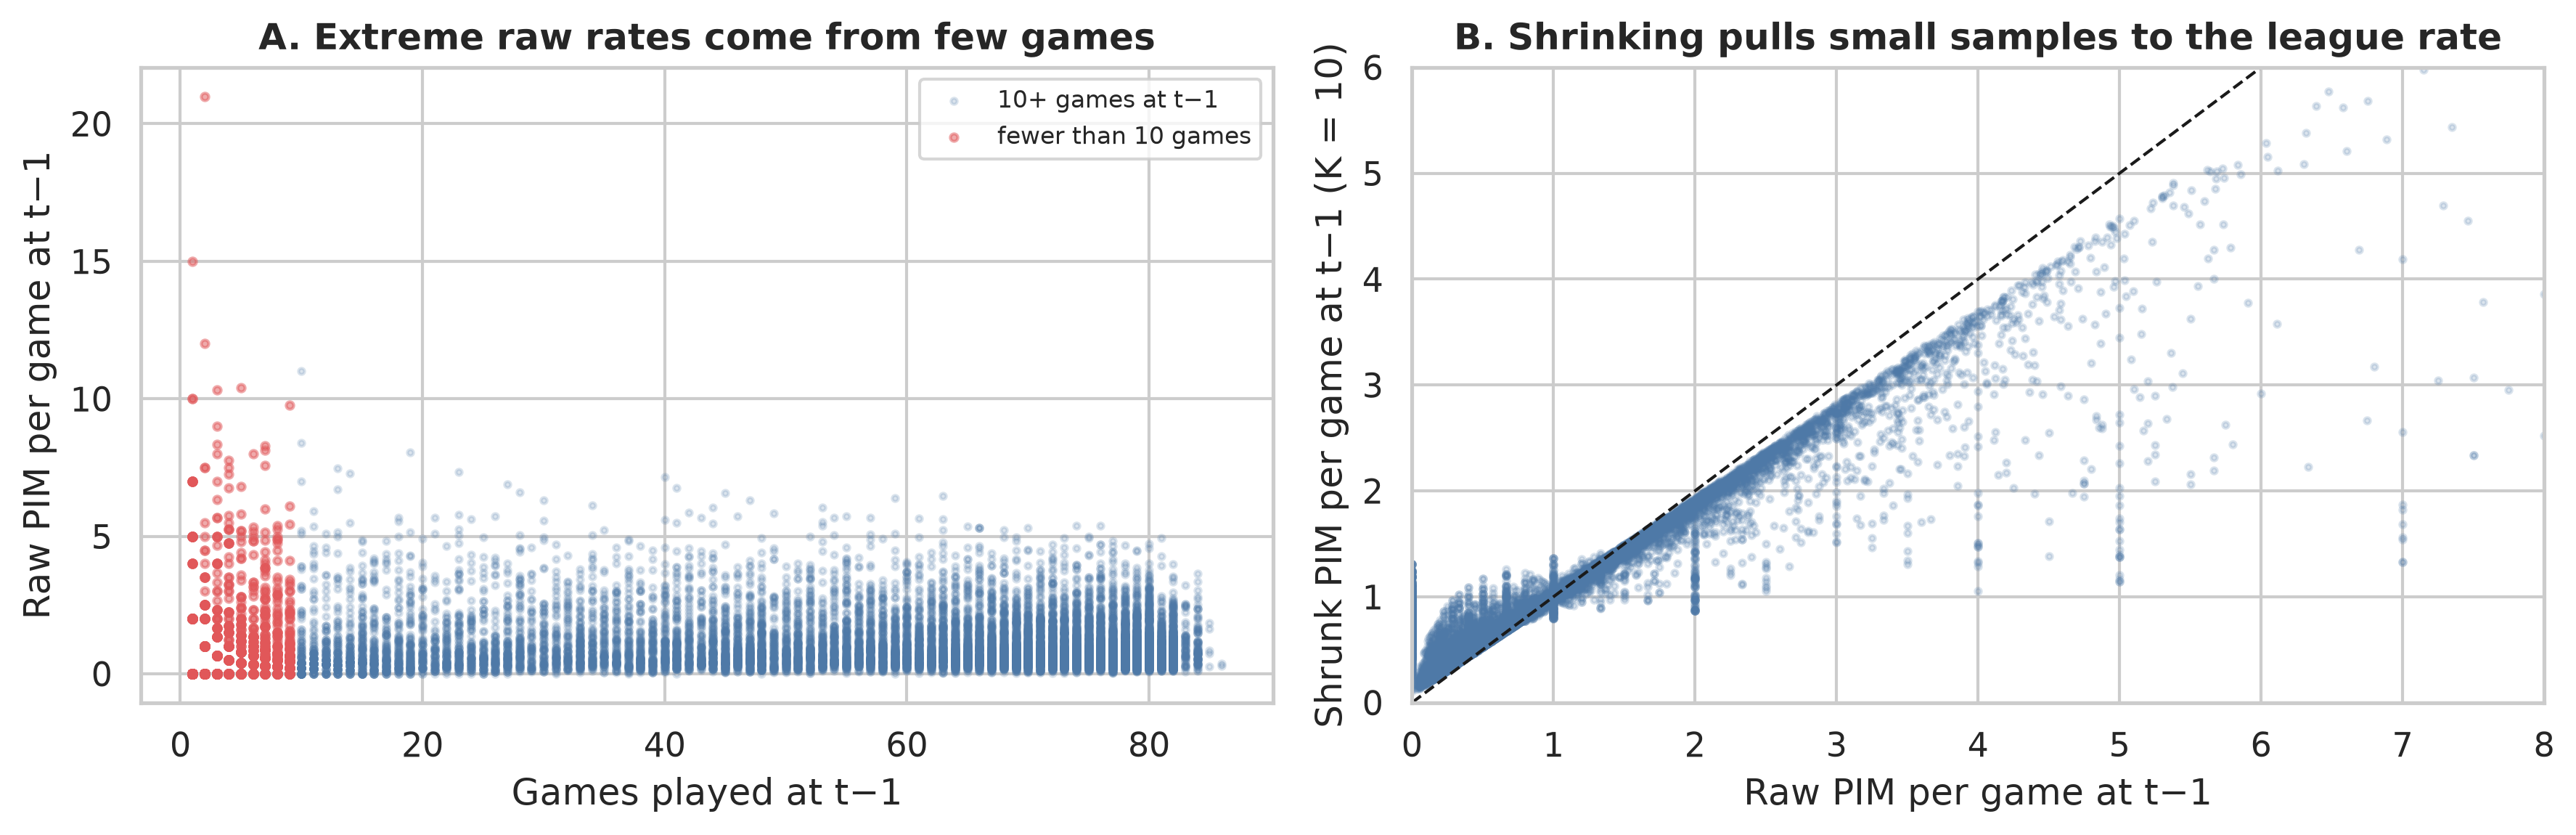 A. Extreme raw rates come from few games
Raw PIM per game at t−1
20
15
10
5
0
10+ games at t−1
fewer than 10 games
0 20 40 60 80
Games played at t−1
B. Shrinking pulls small samples to the league rate
Shrunk PIM per game at t−1 (K = 10)
6
5
4
3
2
1
0
0 1 2 3 4 5 6 7 8
Raw PIM per game at t−1